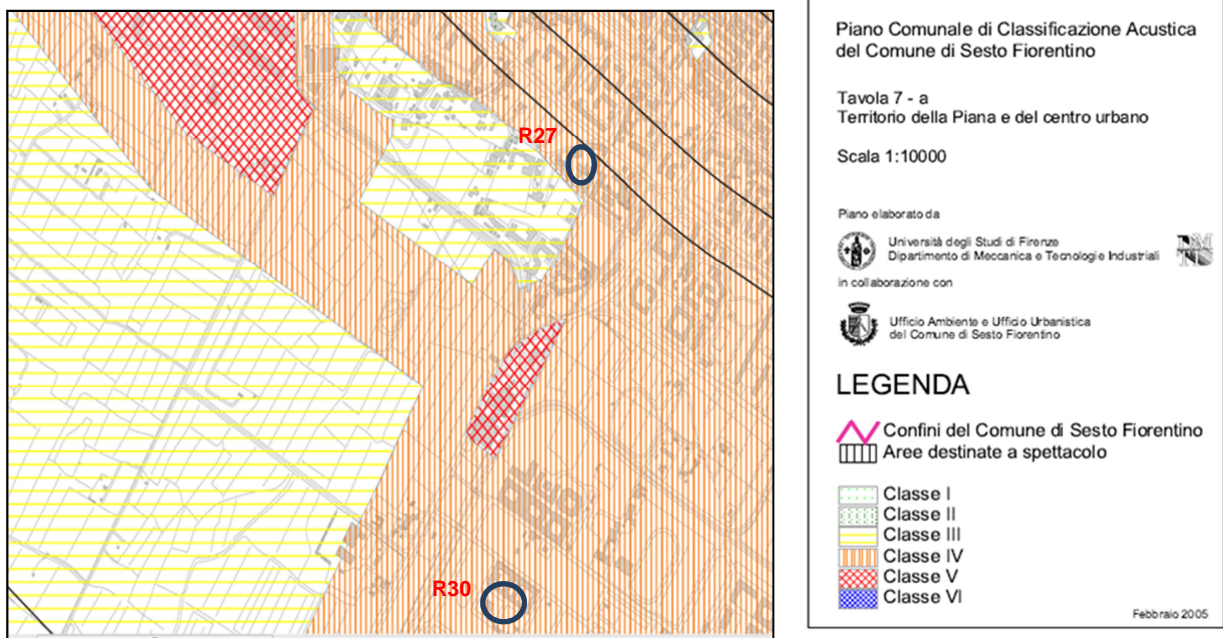 R27
R30
Piano Comunale di Classificazione Acustica
del Comune di Sesto Fiorentino
Tavola 7 - a
Territorio della Piana e del centro urbano
Scala 1:10000
Piano elaborato da
Università degli Studi di Firenze
Dipartimento di Meccanica e Tecnologie Industriali
in collaborazione con
Ufficio Ambiente e Ufficio Urbanistica
del Comune di Sesto Fiorentino
LEGENDA
Confini del Comune di Sesto Fiorentino
Aree destinate a spettacolo
Classe I
Classe II
Classe III
Classe IV
Classe V
Classe VI
Febbraio 2005